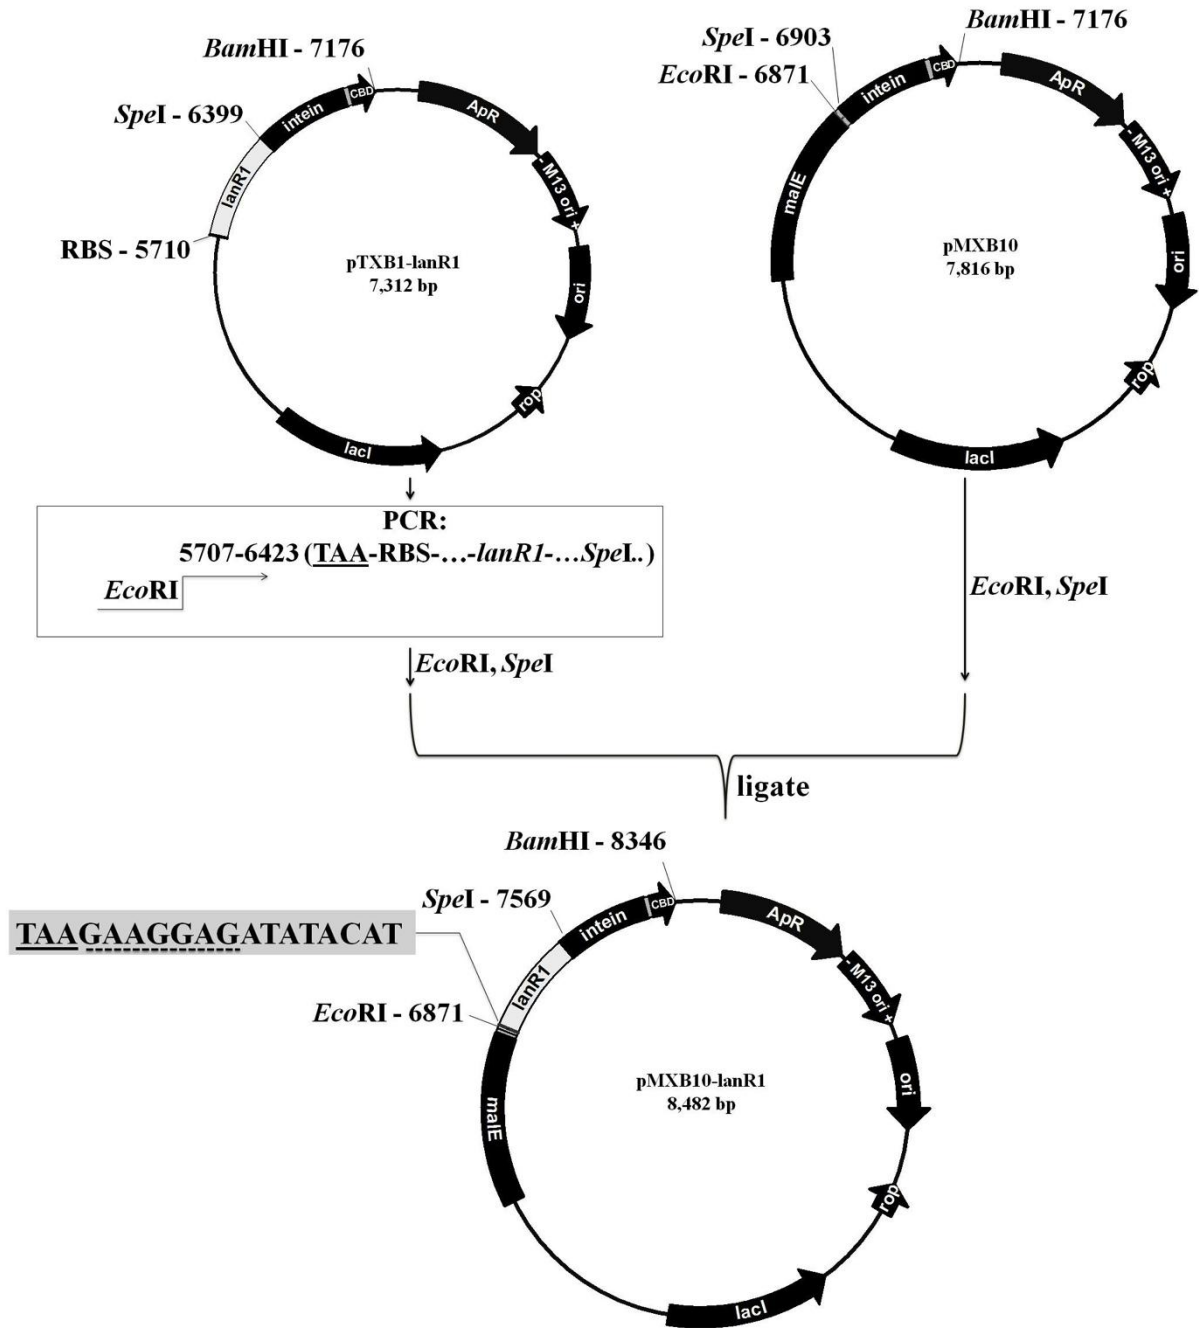 BamHI - 7176
SpeI - 6399
intein
CBD
ApR
lanR1
- M13 ori +
RBS - 5710
pTXB1-lanR1
7,312 bp
ori
rop
lacI
BamHI - 7176
SpeI - 6903
EcoRI - 6871
intein
CBD
ApR
- M13 ori +
malE
pMXB10
7,816 bp
ori
rop
lacI
PCR:
5707-6423 (TAA-RBS-…-lanR1-…SpeI..)
EcoRI
EcoRI, SpeI
EcoRI, SpeI
ligate
BamHI - 8346
SpeI - 7569
intein
CBD
ApR
TAAGAAGGAGATATACAT
lanR1
- M13 ori +
EcoRI - 6871
pMXB10-lanR1
8,482 bp
ori
malE
rop
lacI